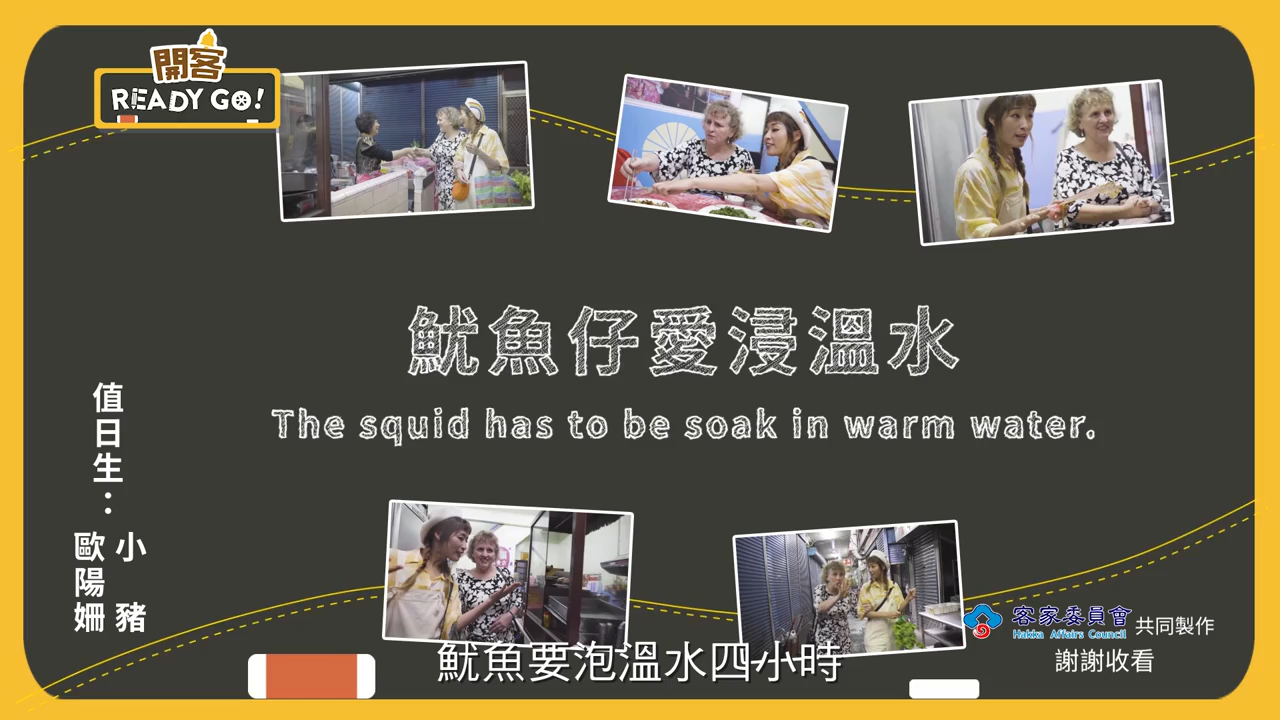 開客
READY GO!
魷魚仔愛浸溫水
The squid has to be soak in warm water.
值日生：
小豬
歐陽姍
客家委員會
Hakka Affairs Council
共同製作
謝謝收看
魷魚要泡溫水四小時